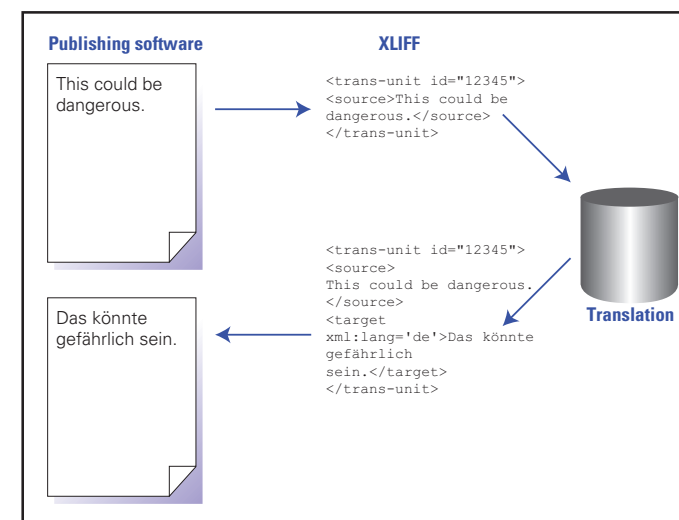 Publishing software
XLIFF
This could be
dangerous.
<trans-unit id="12345">
<source>This could be
dangerous.</source>
</trans-unit>
Translation
<trans-unit id="12345">
<source>
This could be dangerous.
</source>
<target
xml:lang='de'>Das könnte
gefährlich
sein.</target>
</trans-unit>
Das könnte
gefährlich sein.